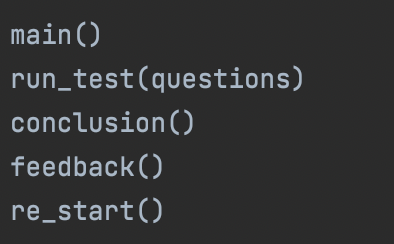 main()
run_test(questions)
conclusion()
feedback()
re_start()